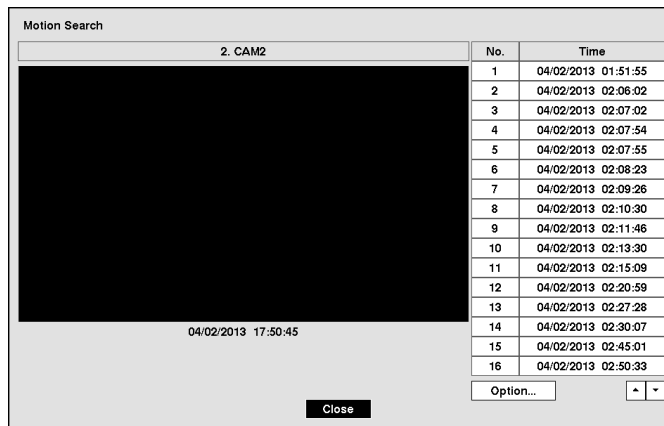 Motion Search
2. CAM2
No. Time
1 04/02/2013 01:51:55
2 04/02/2013 02:06:02
3 04/02/2013 02:07:02
4 04/02/2013 02:07:54
5 04/02/2013 02:07:55
6 04/02/2013 02:08:23
7 04/02/2013 02:09:26
8 04/02/2013 02:10:30
9 04/02/2013 02:11:46
10 04/02/2013 02:13:30
11 04/02/2013 02:15:09
12 04/02/2013 02:20:59
13 04/02/2013 02:27:28
14 04/02/2013 02:30:07
15 04/02/2013 02:45:01
16 04/02/2013 02:50:33
04/02/2013 17:50:45
Option...
Close